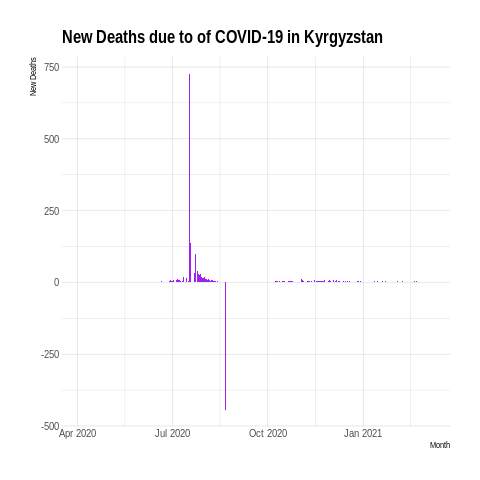 New Deaths due to of COVID-19 in Kyrgyzstan
New Deaths
750
500
250
0
-250
-500
Apr 2020
Jul 2020
Oct 2020
Jan 2021
Month